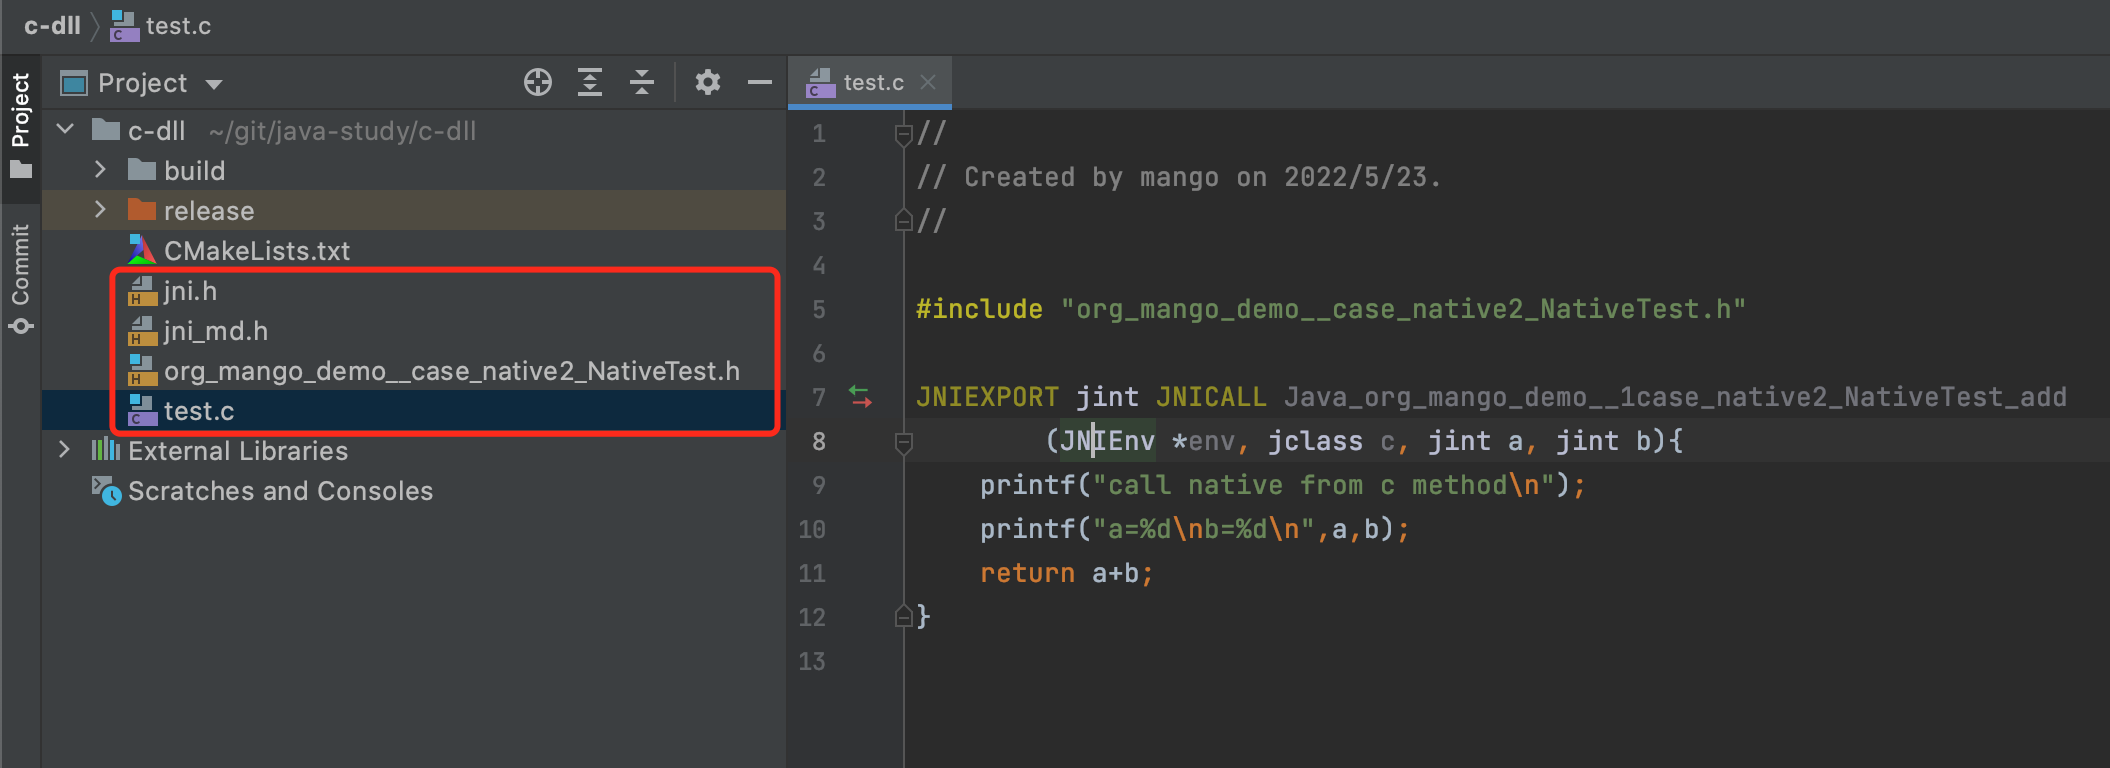 c-dll test.c
Project
Commit
Project
c-dll ~/git/java-study/c-dll
build
release
CMakeLists.txt
jni.h
jni_md.h
org_mango_demo__case_native2_NativeTest.h
test.c
External Libraries
Scratches and Consoles
test.c
1 //
2 // Created by mango on 2022/5/23.
3 //
4
5 #include "org_mango_demo__case_native2_NativeTest.h"
6
7 JNIEXPORT jint JNICALL Java_org_mango_demo__1case_native2_NativeTest_add
8 (JNIEnv *env, jclass c, jint a, jint b){
9 printf("call native from c method\n");
10 printf("a=%d\nb=%d\n",a,b);
11 return a+b;
12 }
13